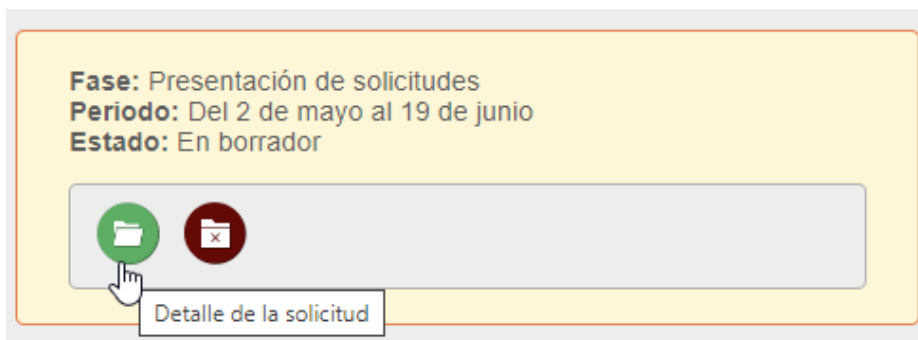 Fase: Presentación de solicitudes
Periodo: Del 2 de mayo al 19 de junio
Estado: En borrador
Detalle de la solicitud